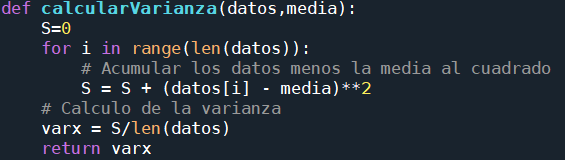 def calcularVarianza(datos,media):
    S=0
    for i in range(len(datos)):
        # Acumular los datos menos la media al cuadrado
        S = S + (datos[i] - media)**2
    # Calculo de la varianza
    varx = S/len(datos)
    return varx